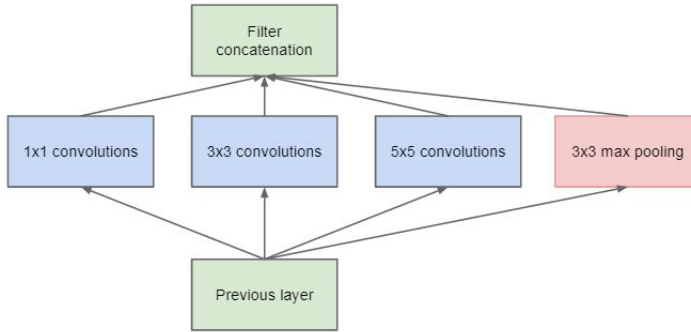 Filter
concatenation
1x1 convolutions
3x3 convolutions
5x5 convolutions
3x3 max pooling
Previous layer